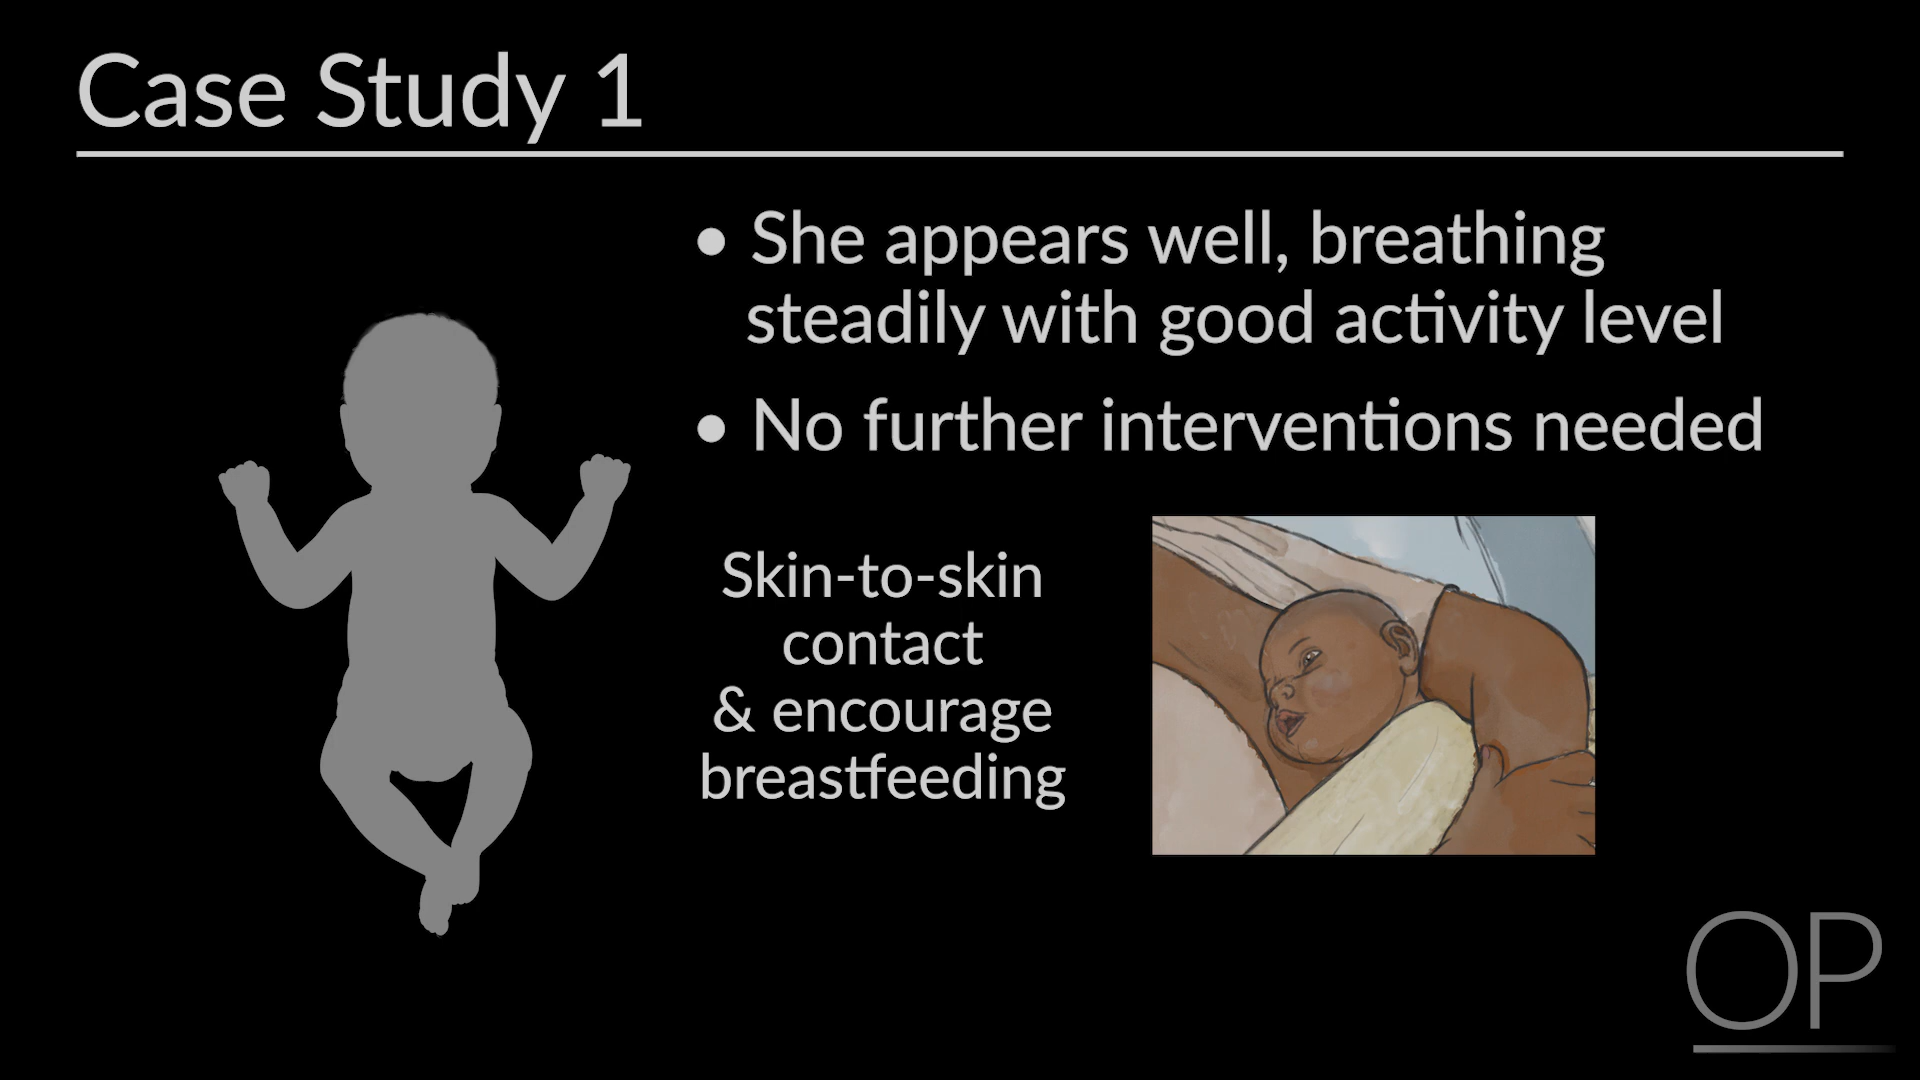 Case Study 1
• She appears well, breathing
steadily with good activity level
• No further interventions needed
Skin-to-skin
contact
& encourage
breastfeeding
OP